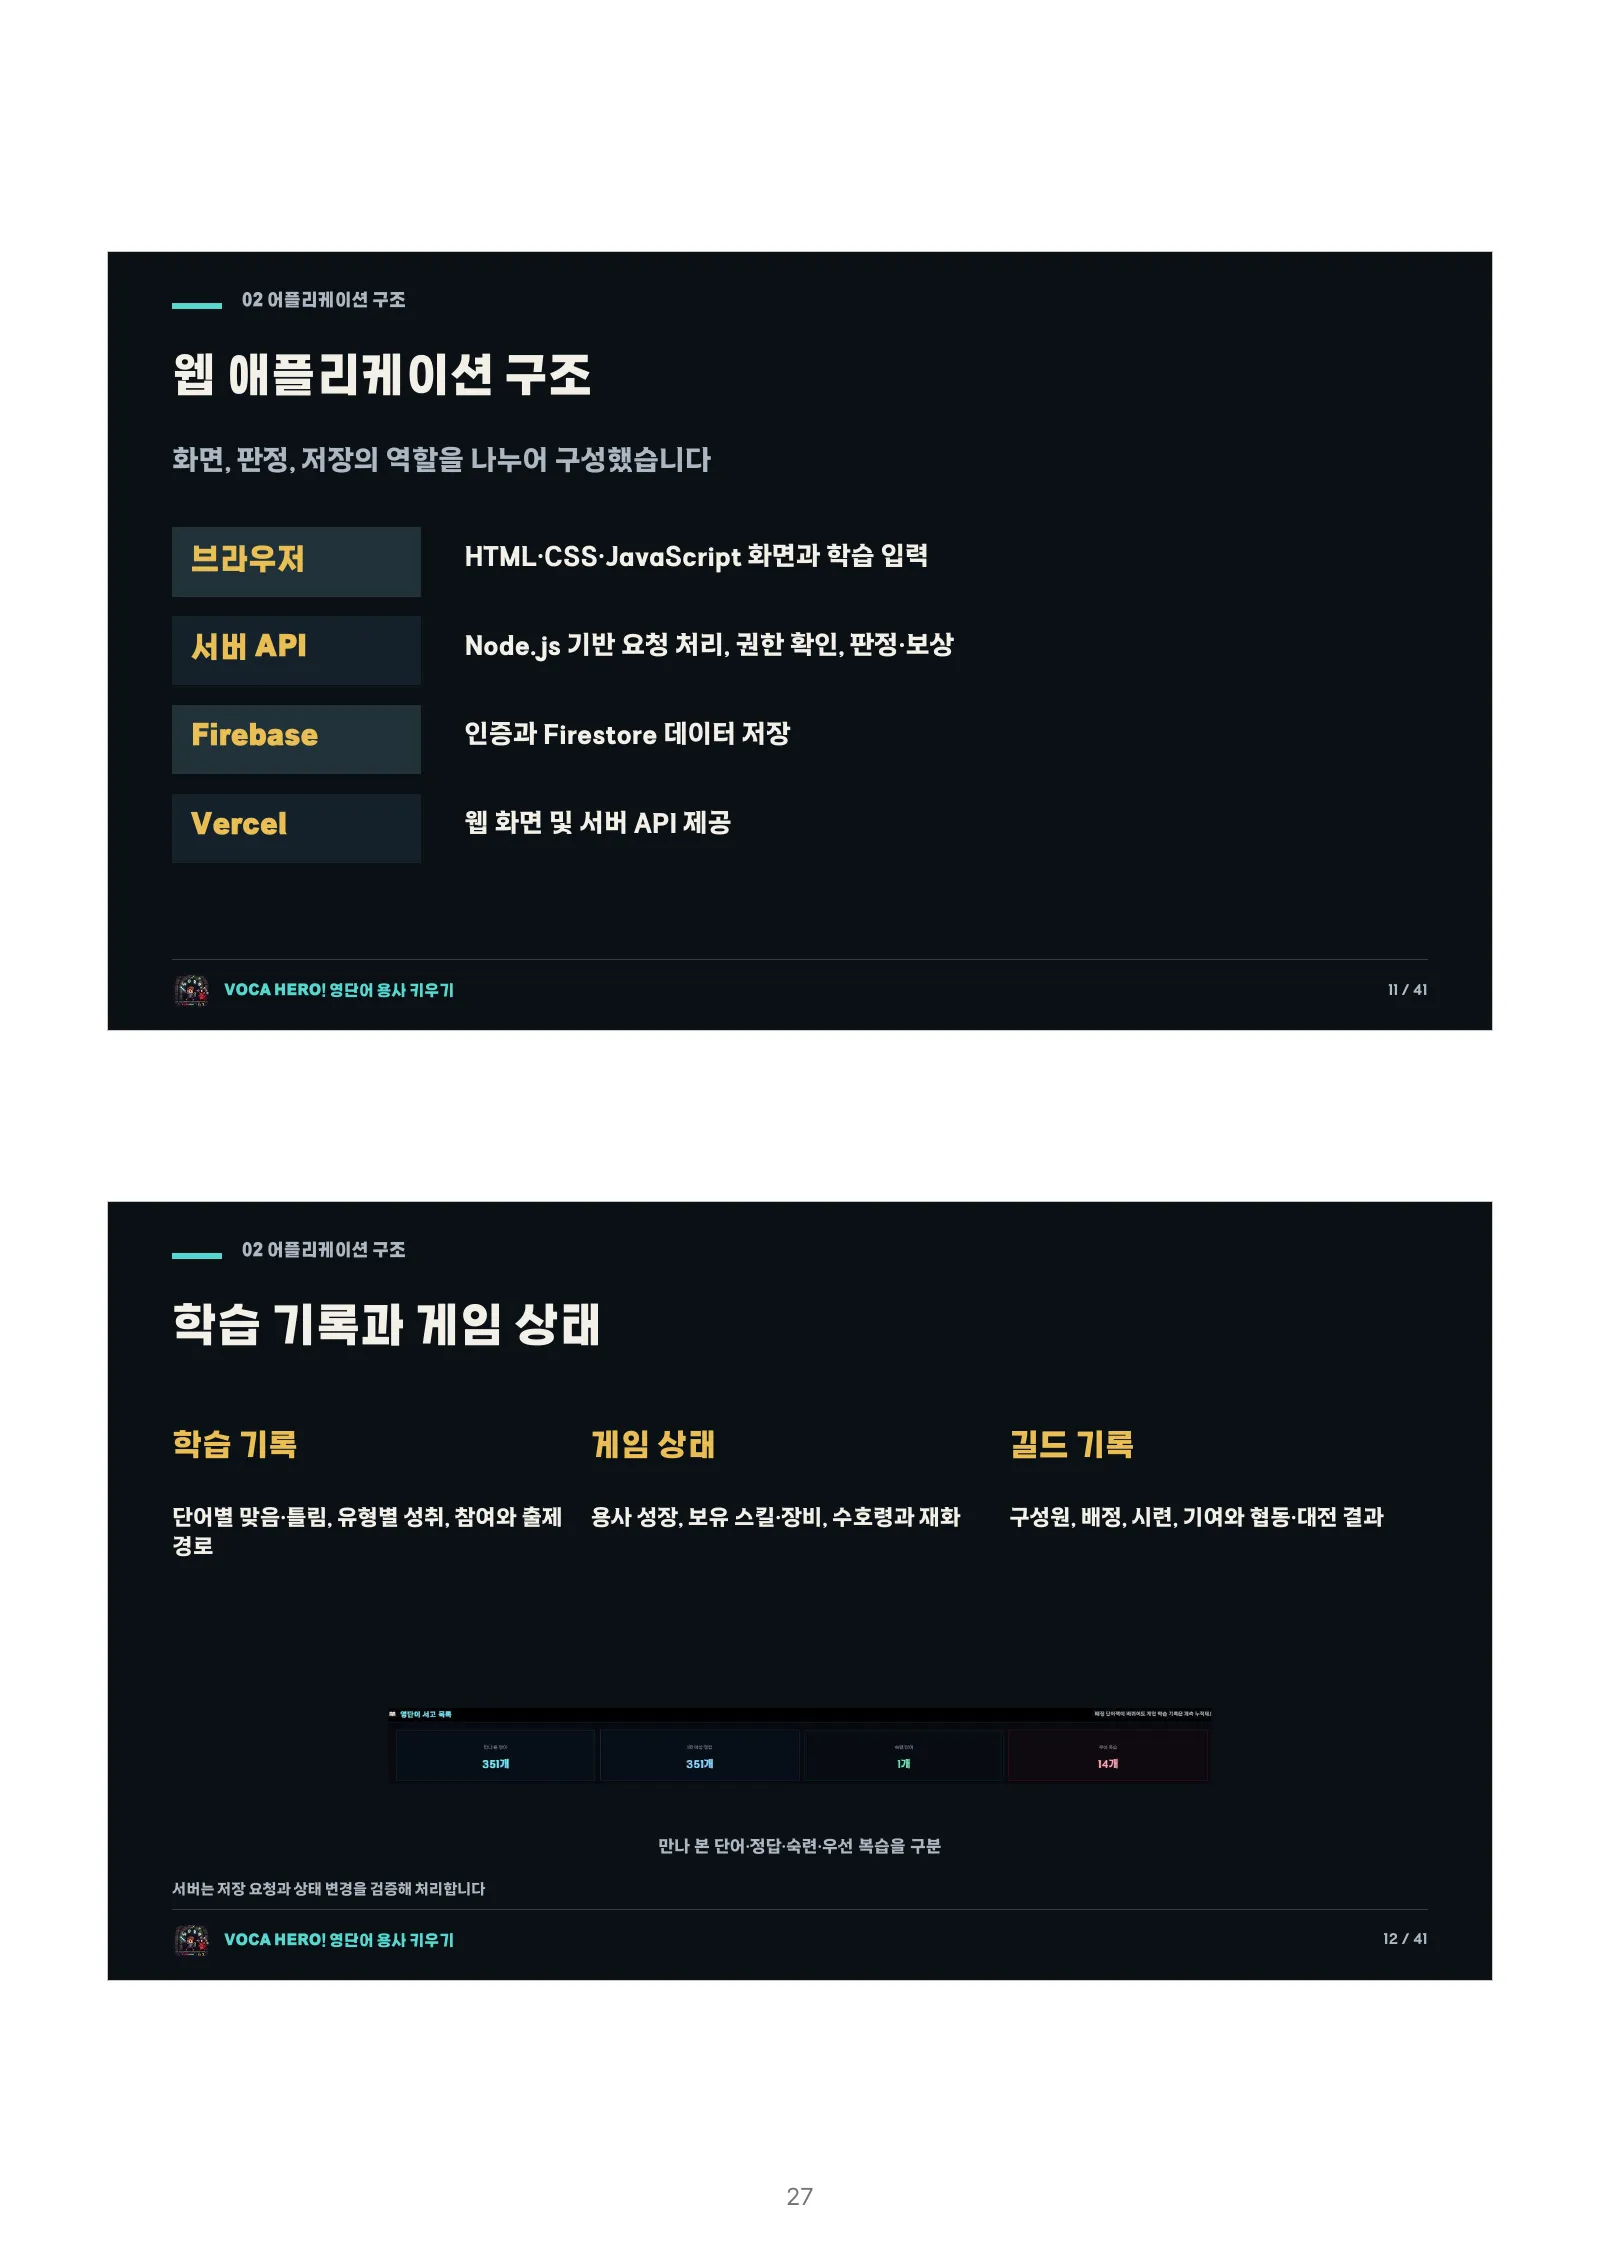 02 어플리케이션 구조
웹 애플리케이션 구조
화면, 판정, 저장의 역할을 나누어 구성했습니다
브라우저
HTML·CSS·JavaScript 화면과 학습 입력
서버 API
Node.js 기반 요청 처리, 권한 확인, 판정·보상
Firebase
인증과 Firestore 데이터 저장
Vercel
웹 화면 및 서버 API 제공
VOCA HERO! 영단어 용사 키우기
11 / 41
02 어플리케이션 구조
학습 기록과 게임 상태
학습 기록
단어별 맞음·틀림, 유형별 성취, 참여와 출제
경로
게임 상태
용사 성장, 보유 스킬·장비, 수호령과 재화
길드 기록
구성원, 배정, 시련, 기여와 협동·대전 결과
영단어 서고 목록
351개
351개
1개
14개
만나 본 단어·정답·숙련·우선 복습을 구분
서버는 저장 요청과 상태 변경을 검증해 처리합니다
VOCA HERO! 영단어 용사 키우기
12 / 41
27